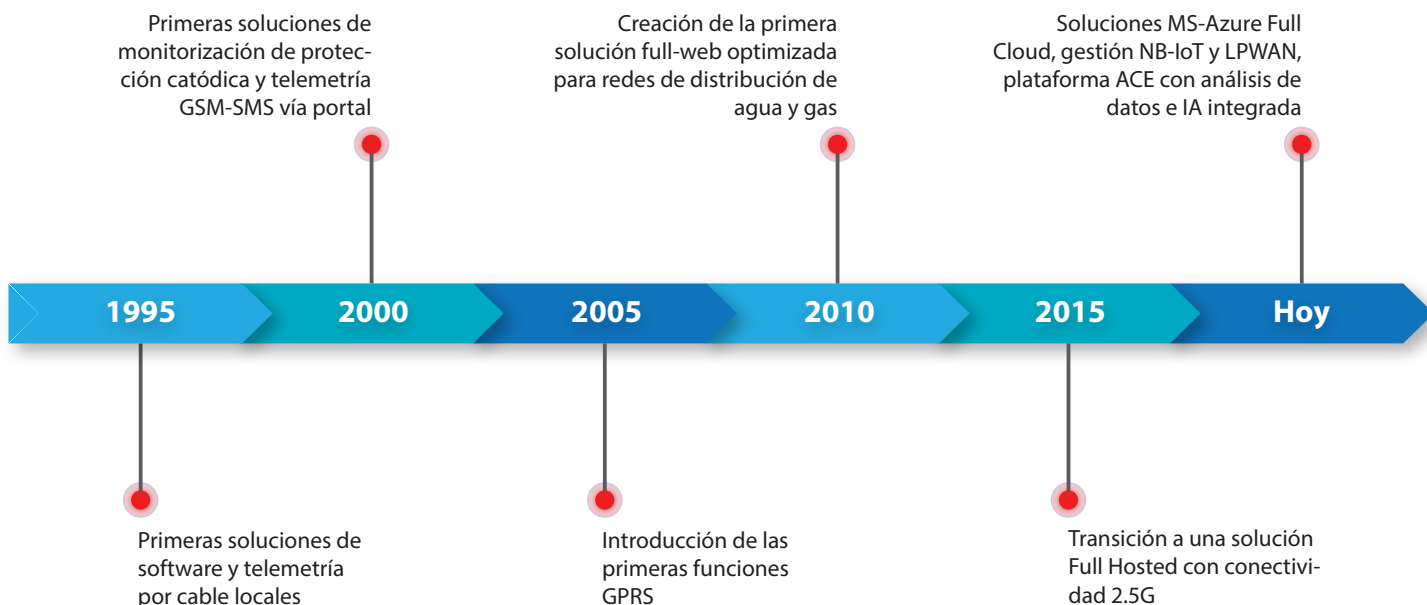 Primeras soluciones de
monitorización de protec-
ción catódica y telemetría
GSM-SMS vía portal
Creación de la primera
solución full-web optimizada
para redes de distribución de
agua y gas
Soluciones MS-Azure Full
Cloud, gestión NB-IoT y LPWAN,
plataforma ACE con análisis de
datos e IA integrada
1995
2000
2005
2010
2015
Hoy
Primeras soluciones de
software y telemetría
por cable locales
Introducción de las
primeras funciones
GPRS
Transición a una solución
Full Hosted con conectivi-
dad 2.5G